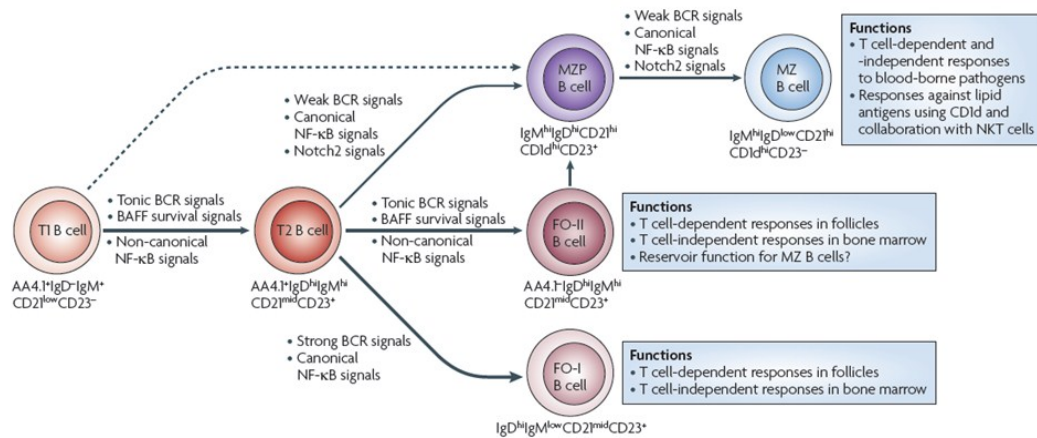 • Weak BCR signals
• Canonical
NF-κB signals
• Notch2 signals
Functions
• T cell-dependent and
-independent responses
to blood-borne pathogens
• Responses against lipid
antigens using CD1d and
collaboration with NKT cells
MZP
B cell
MZ
B cell
IgMʰⁱIgDʰⁱCD21ʰⁱ
CD1dʰⁱCD23⁺
IgMʰⁱIgDˡᵒʷCD21ʰⁱ
CD1dʰⁱCD23⁻
• Weak BCR signals
• Canonical
NF-κB signals
• Notch2 signals
• Tonic BCR signals
• BAFF survival signals
• Non-canonical
NF-κB signals
T1 B cell
AA4.1⁺IgD⁻IgM⁺
CD21ˡᵒʷCD23⁻
T2 B cell
AA4.1⁺IgDʰⁱIgMʰⁱ
CD21ᵐⁱᵈCD23⁺
• Tonic BCR signals
• BAFF survival signals
• Non-canonical
NF-κB signals
FO-II
B cell
AA4.1⁻IgDʰⁱIgMʰⁱ
CD21ᵐⁱᵈCD23⁺
Functions
• T cell-dependent responses in follicles
• T cell-independent responses in bone marrow
• Reservoir function for MZ B cells?
• Strong BCR signals
• Canonical
NF-κB signals
FO-I
B cell
IgDʰⁱIgMˡᵒʷCD21ᵐⁱᵈCD23⁺
Functions
• T cell-dependent responses in follicles
• T cell-independent responses in bone marrow